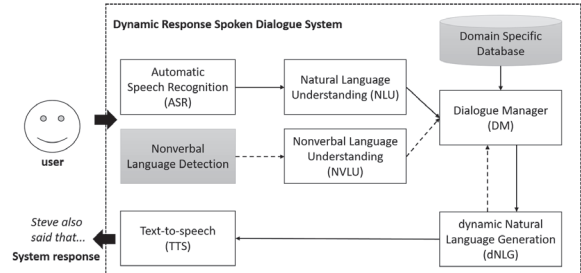 Dynamic Response Spoken Dialogue System
Domain Specific
Database
Automatic
Speech Recognition
(ASR)
Natural Language
Understanding (NLU)
Dialogue Manager
(DM)
user
Nonverbal
Language Detection
Nonverbal Language
Understanding
(NVLU)
Steve also
said that...
System response
Text-to-speech
(TTS)
dynamic Natural
Language Generation
(dNLG)